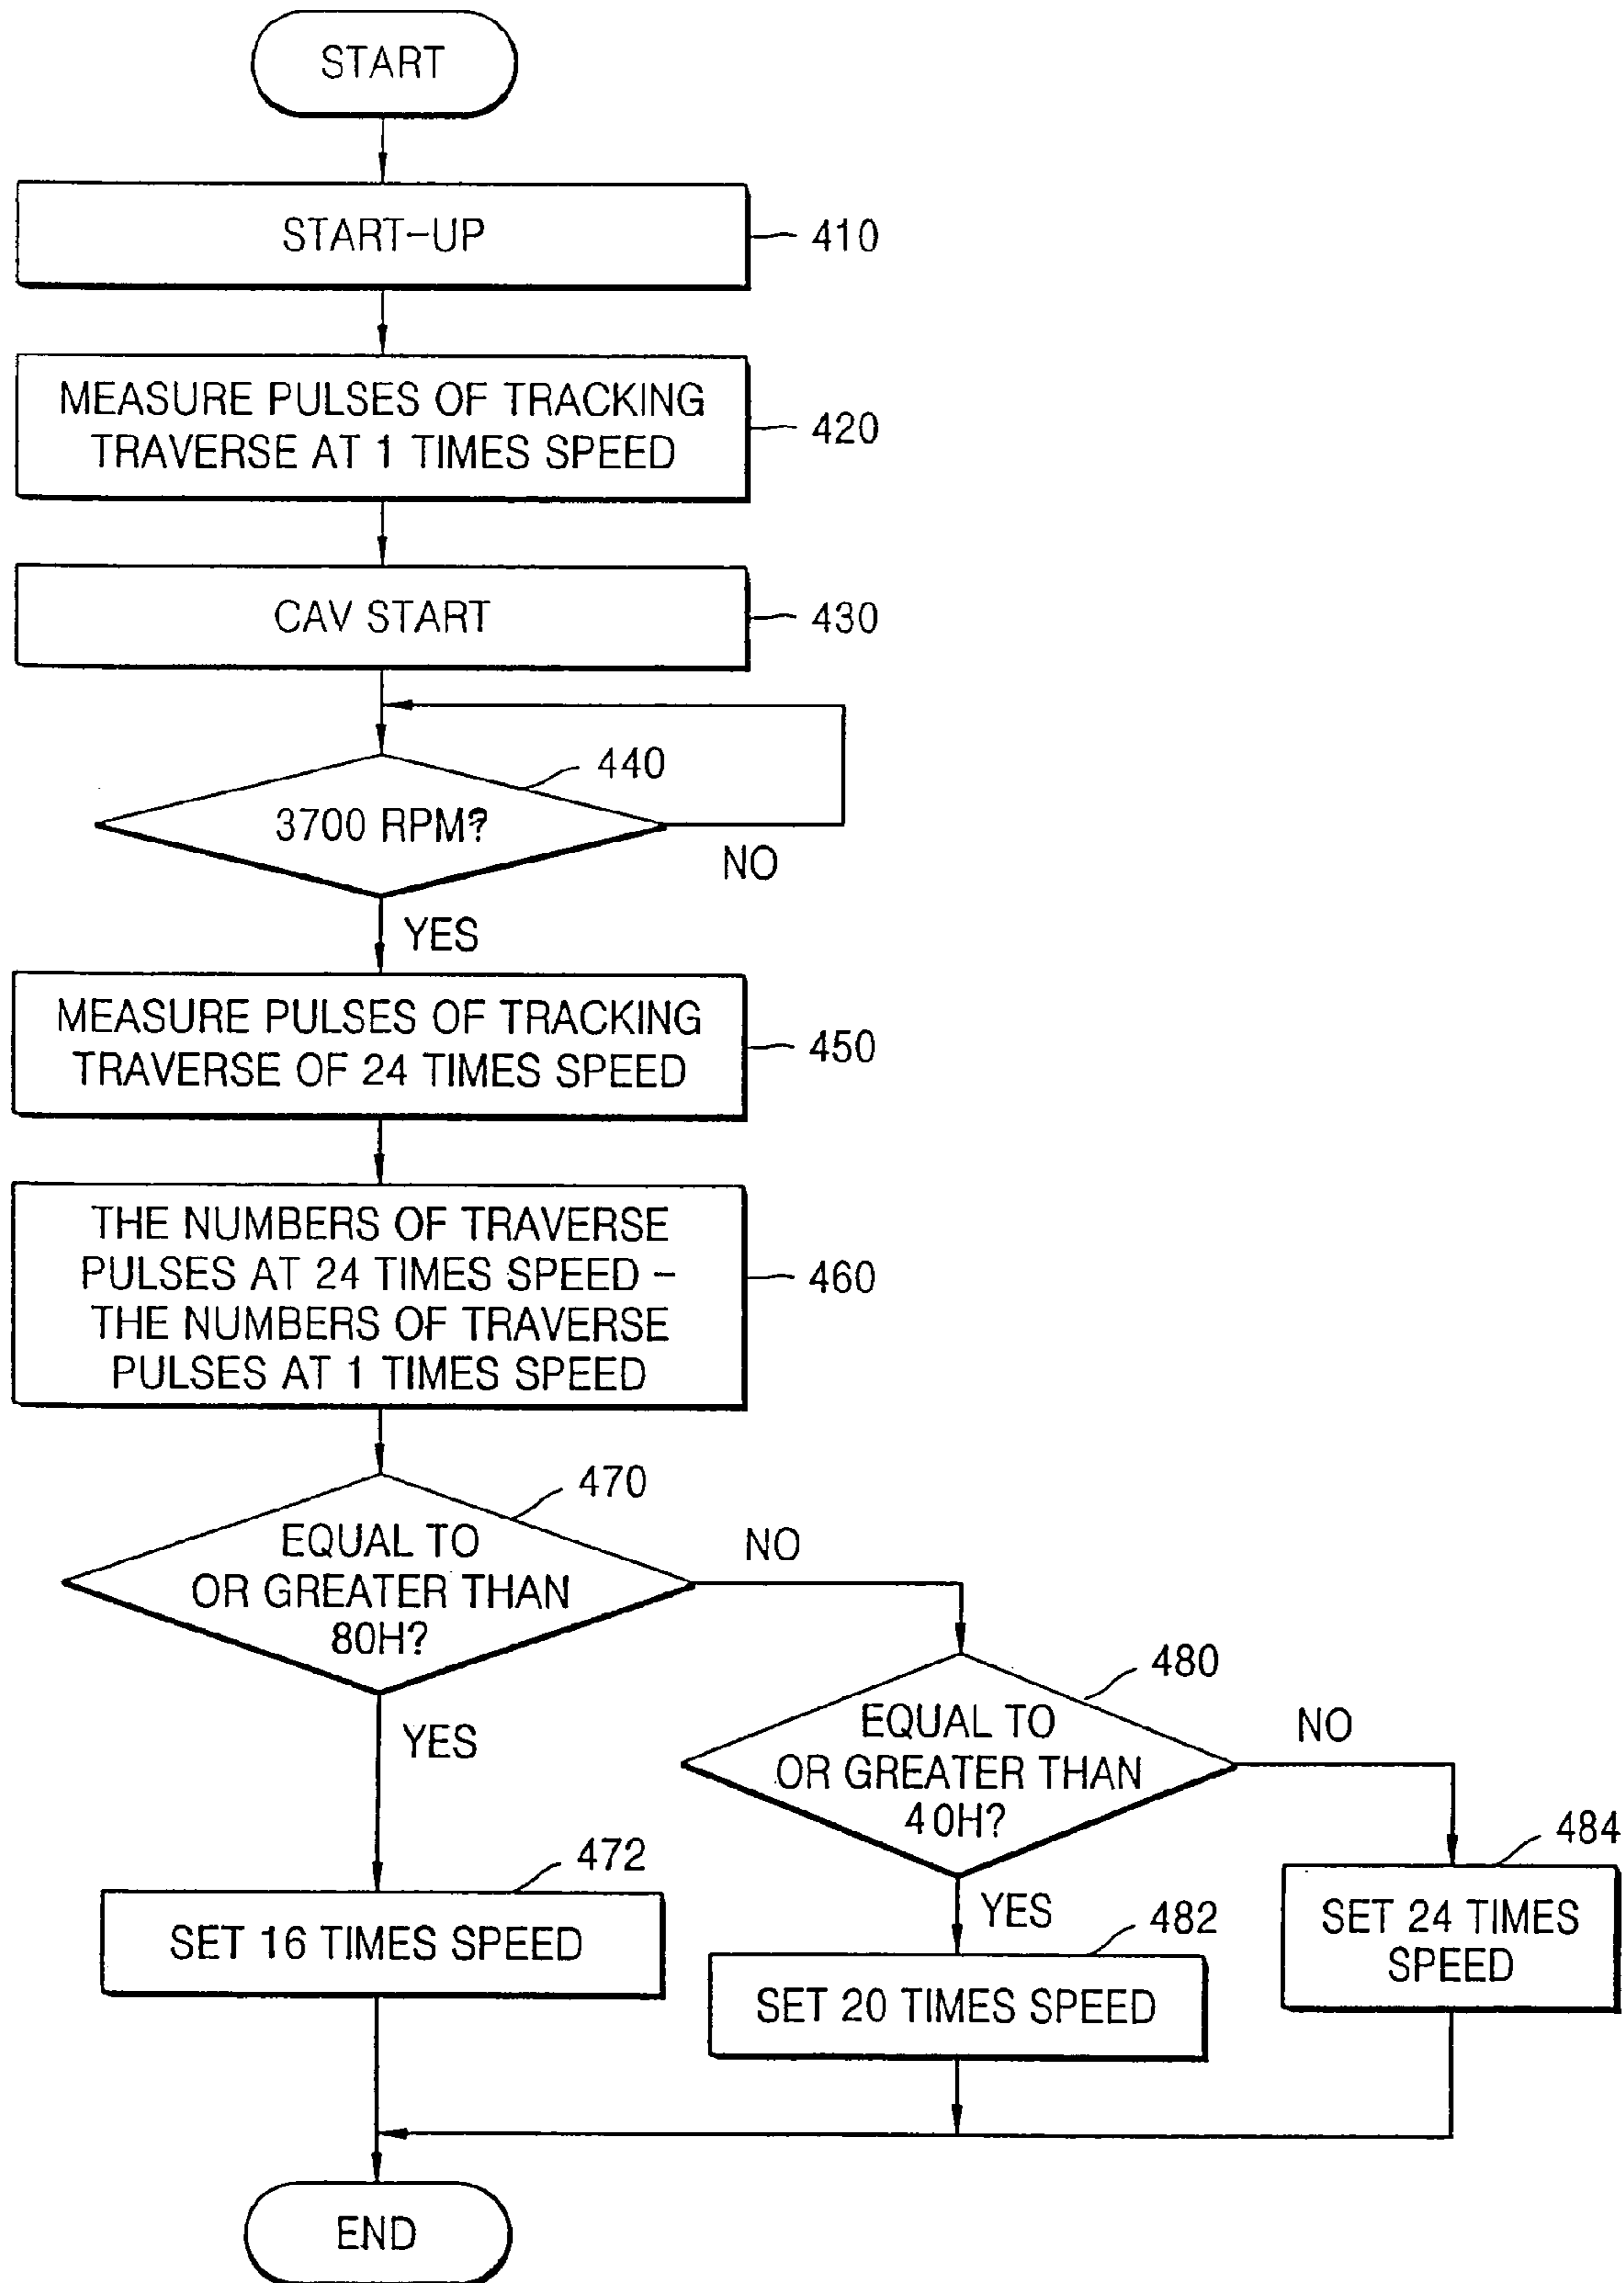 START
START-UP
410
MEASURE PULSES OF TRACKING
TRAVERSE AT 1 TIMES SPEED
420
CAV START
430
440
3700 RPM?
NO
YES
MEASURE PULSES OF TRACKING
TRAVERSE OF 24 TIMES SPEED
450
THE NUMBERS OF TRAVERSE
PULSES AT 24 TIMES SPEED -
THE NUMBERS OF TRAVERSE
PULSES AT 1 TIMES SPEED
460
470
EQUAL TO
OR GREATER THAN
80H?
NO
YES
480
EQUAL TO
OR GREATER THAN
40H?
NO
YES
472
SET 16 TIMES SPEED
482
SET 20 TIMES SPEED
484
SET 24 TIMES
SPEED
END